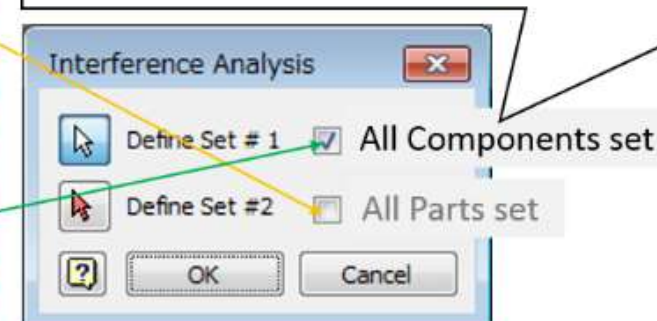 Interference Analysis
Define Set # 1 All Components set
Define Set #2 All Parts set
OK Cancel